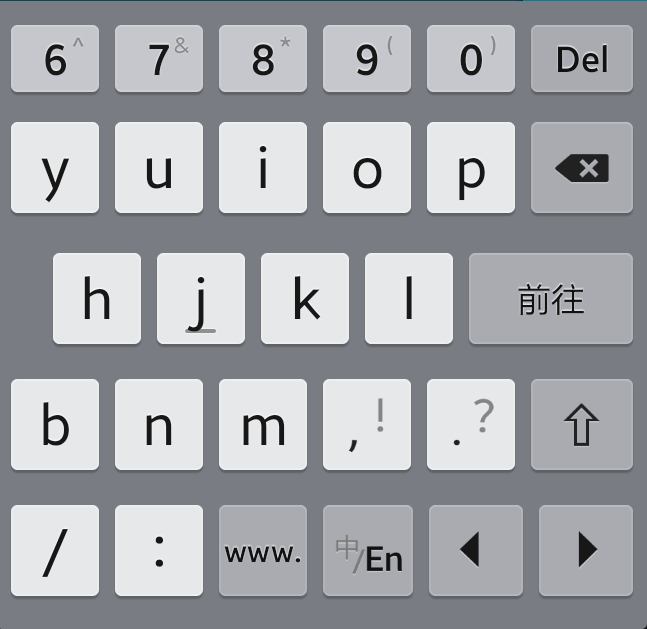 6 ^ 7 & 8 * 9 ( 0 ) Del
y u i o p
h j k l 前往
b n m , ! . ?
/ : www. 中/En